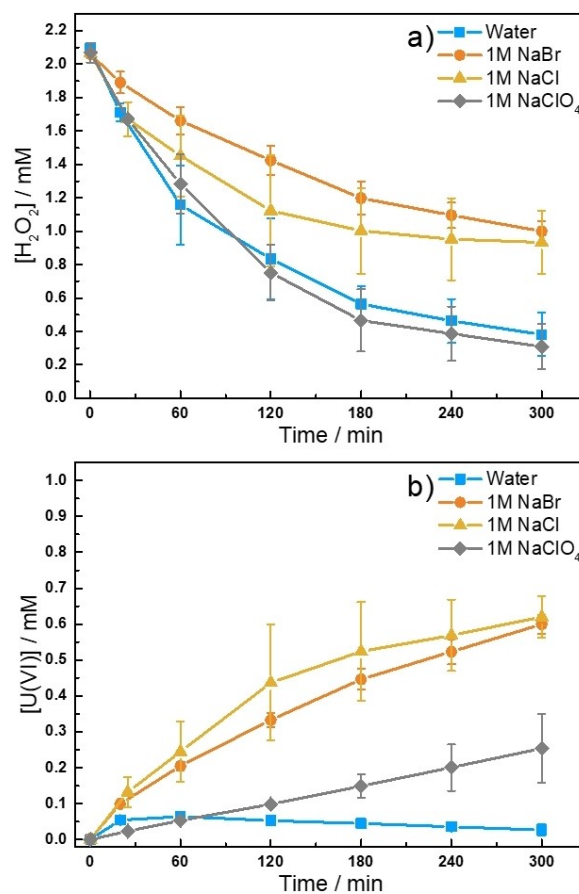 a)
Water
1M NaBr
1M NaCl
1M NaClO₄
[H₂O₂] / mM
2.2
2.0
1.8
1.6
1.4
1.2
1.0
0.8
0.6
0.4
0.2
0.0
0 60 120 180 240 300
Time / min
b)
Water
1M NaBr
1M NaCl
1M NaClO₄
[U(VI)] / mM
1.0
0.9
0.8
0.7
0.6
0.5
0.4
0.3
0.2
0.1
0.0
0 60 120 180 240 300
Time / min